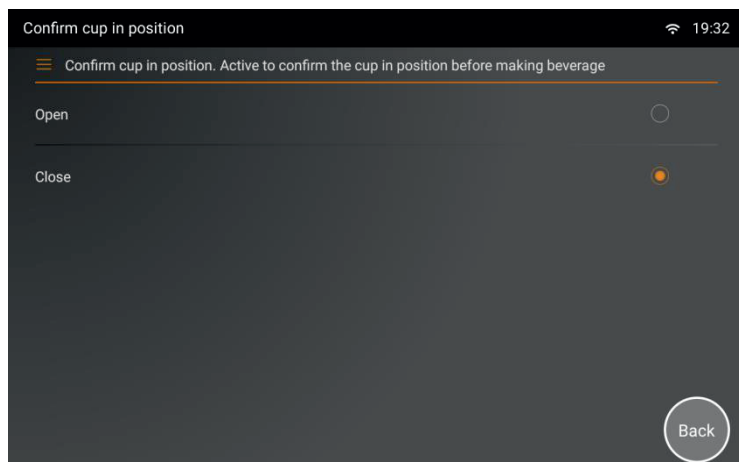 Confirm cup in position 19:32
Confirm cup in position. Active to confirm the cup in position before making beverage
Open
Close
Back